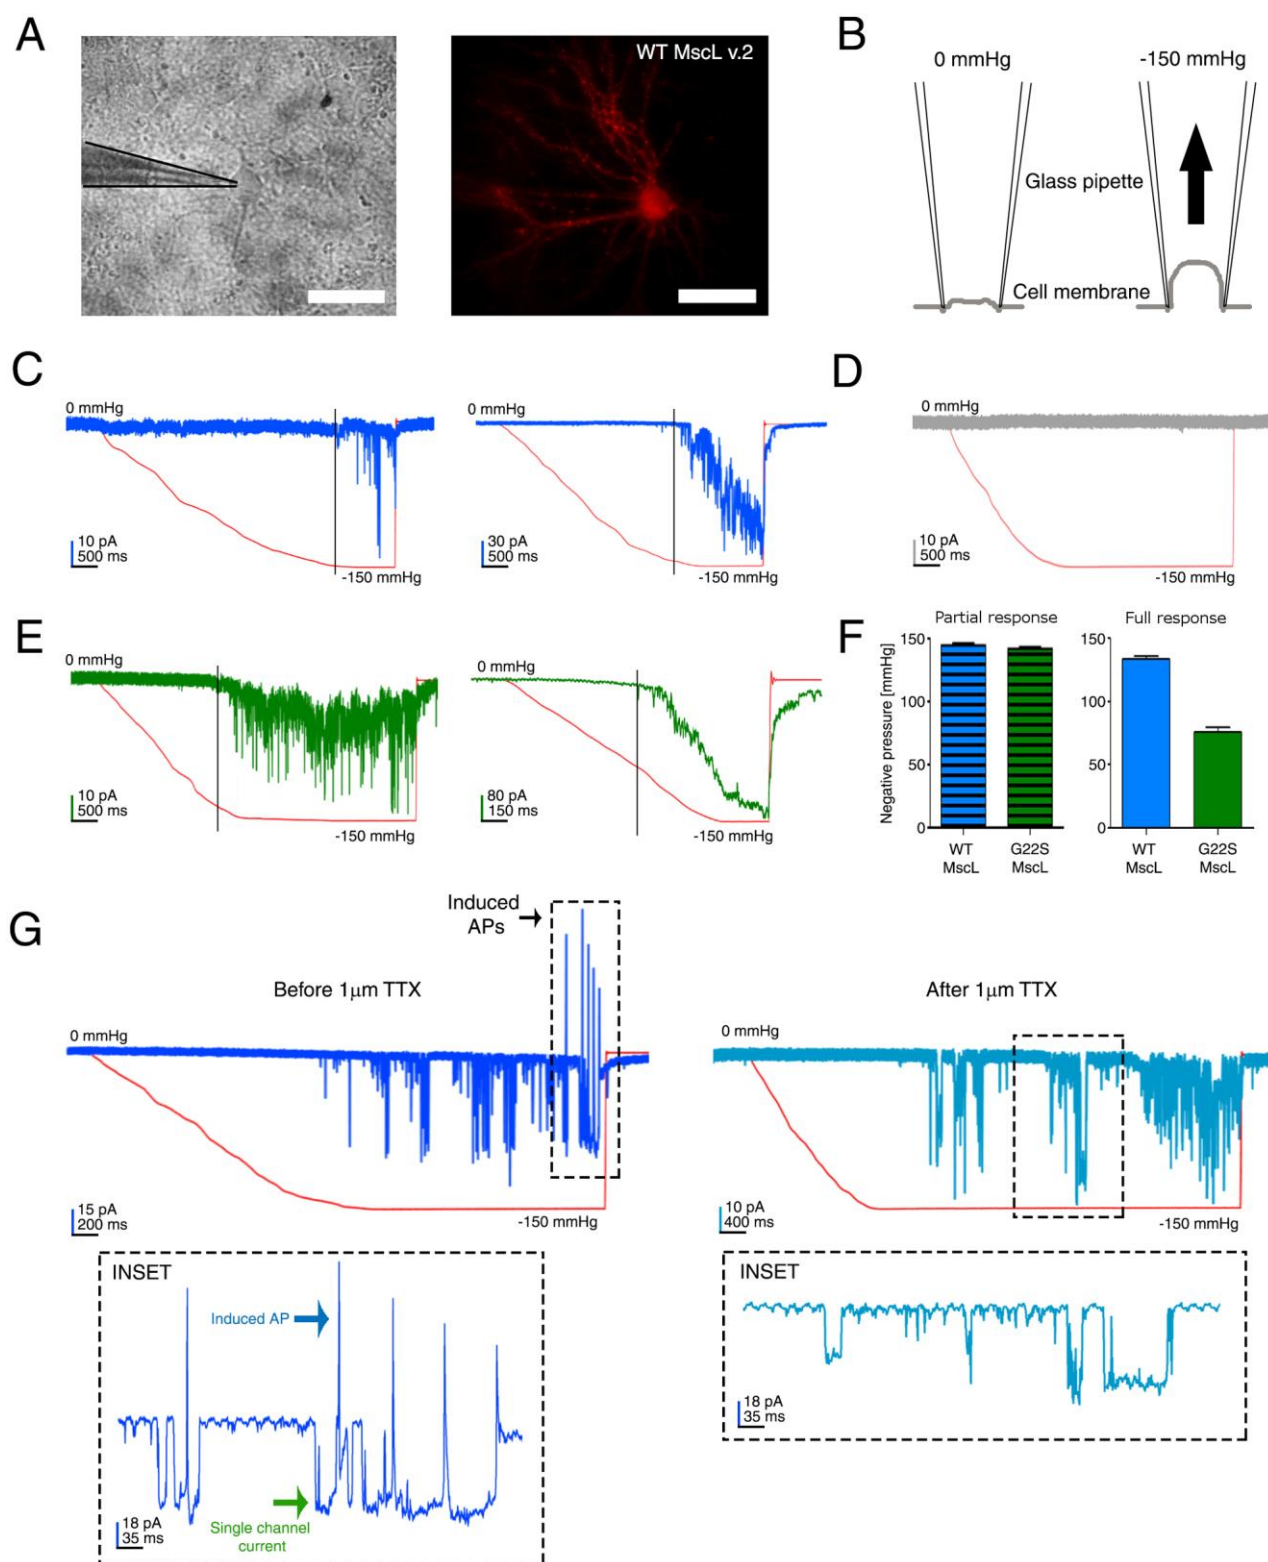 A
WT MscL v.2
B
0 mmHg
-150 mmHg
Glass pipette
Cell membrane
C
0 mmHg
10 pA
500 ms
-150 mmHg
0 mmHg
30 pA
500 ms
-150 mmHg
D
0 mmHg
10 pA
500 ms
-150 mmHg
E
0 mmHg
10 pA
500 ms
-150 mmHg
80 pA
150 ms
-150 mmHg
F
Partial response
Negative pressure [mmHg]
150
100
50
0
WT
MscL
G22S
MscL
Full response
150
100
50
0
WT
MscL
G22S
MscL
G
Induced
APs
Before 1μm TTX
0 mmHg
15 pA
200 ms
-150 mmHg
After 1μm TTX
0 mmHg
10 pA
400 ms
-150 mmHg
INSET
Induced AP
Single channel
current
18 pA
35 ms
INSET
18 pA
35 ms